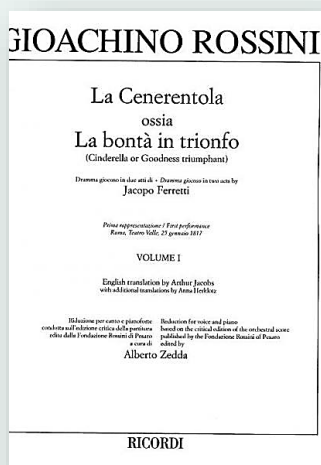 GIOACHINO ROSSINI
La Cenerentola
ossia
La bontà in trionfo
(Cinderella or Goodness triumphant)
Dramma giocoso in due atti di • Dramma giocoso in two acts by
Jacopo Ferretti
Prima rappresentazione / First performance
Roma, Teatro Valle, 25 gennaio 1817
VOLUME I
English translation by Arthur Jacobs
with additional translations by Anna Herklotz
Riduzione per canto e pianoforte
condotta sull'edizione critica della partitura
edita dalla Fondazione Rossini di Pesaro
a cura di
Reduction for voice and piano
based on the critical edition of the orchestral score
published by the Fondazione Rossini of Pesaro
edited by
Alberto Zedda
RICORDI